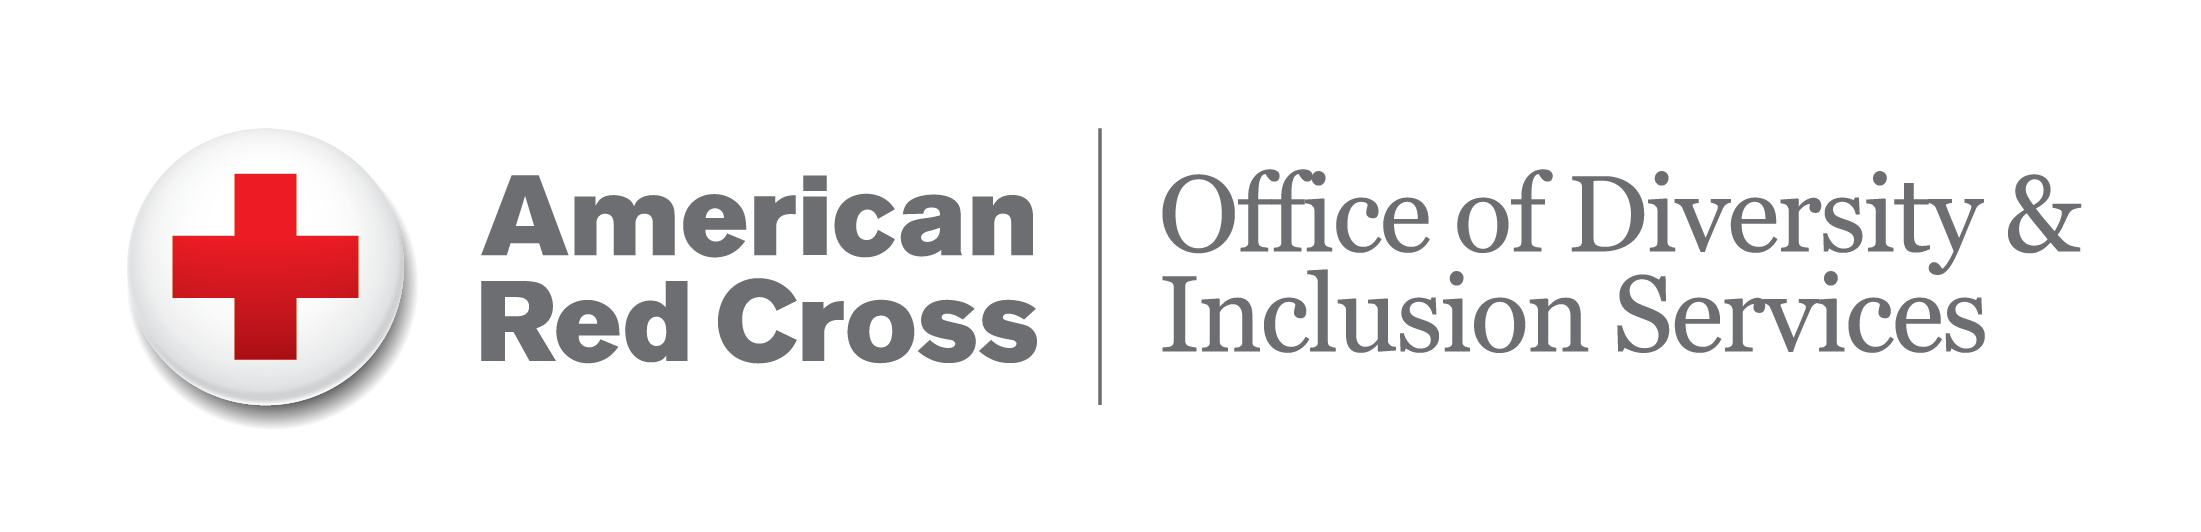 American
Red Cross
Office of Diversity &
Inclusion Services